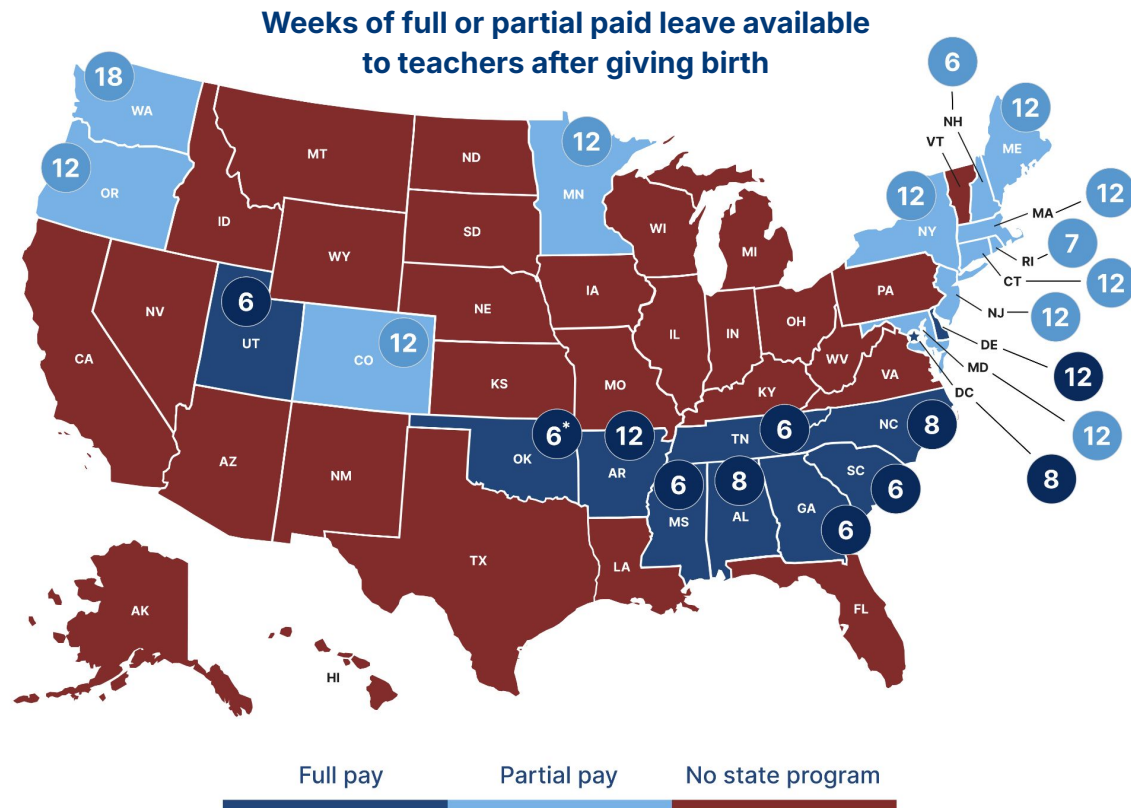 Weeks of full or partial paid leave available
to teachers after giving birth
18
WA
12
OR
MT
ID
WY
ND
SD
NE
12
MN
WI
MI
IA
6
NH
VT
12
ME
12
NY
MA
12
RI
7
CT
12
NJ
12
DE
12
MD
12
DC
8
PA
OH
IN
IL
WV
VA
KY
MO
KS
CA
NV
6
UT
12
CO
AZ
NM
6*
OK
12
AR
TN
6
NC
8
SC
6
6
MS
8
AL
GA
6
TX
LA
FL
AK
HI
Full pay
Partial pay
No state program